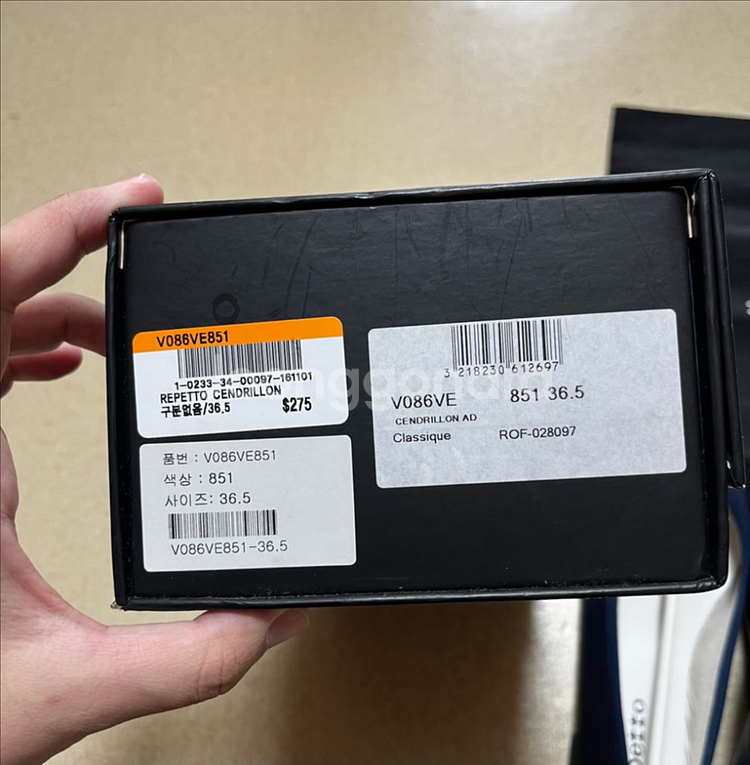 V086VE851
1-0233-34-00097-161101
REPETTO CENDRILLON
구분없음/36.5 $275
품번 : V086VE851
색상 : 851
사이즈: 36.5
V086VE851-36.5
3 218230 612697
V086VE 851 36.5
CENDRILLON AD
Classique ROF-028097